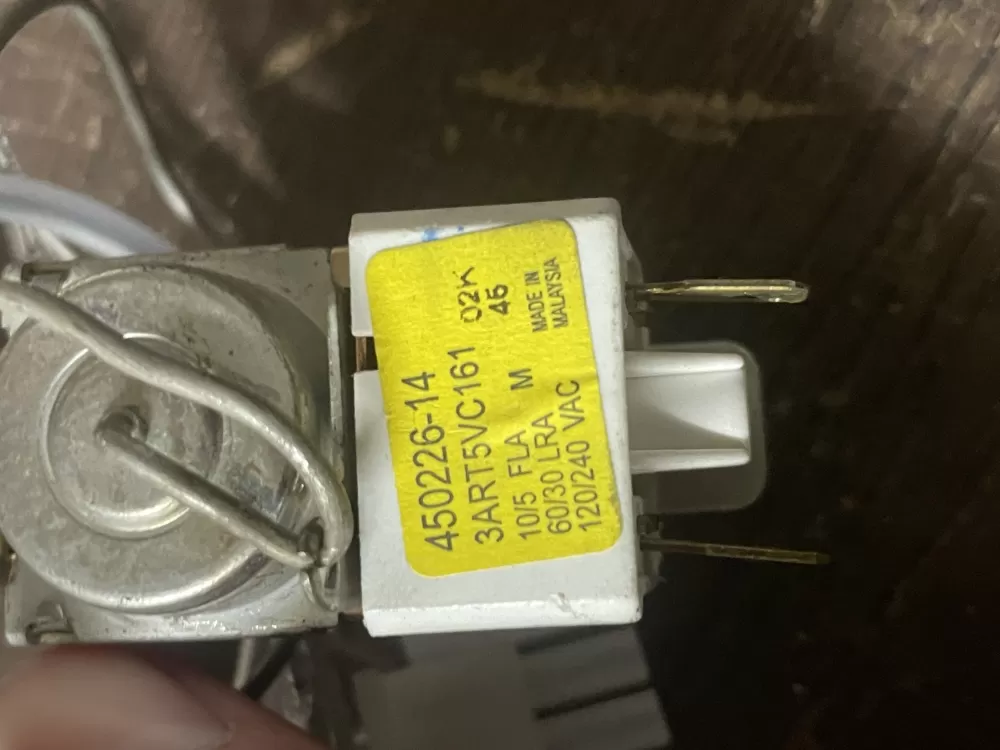 450226-14
3ART5VC161 02K
45
10/5 FLA M
60/30 LRA
120/240 VAC
MADE IN
MALAYSIA